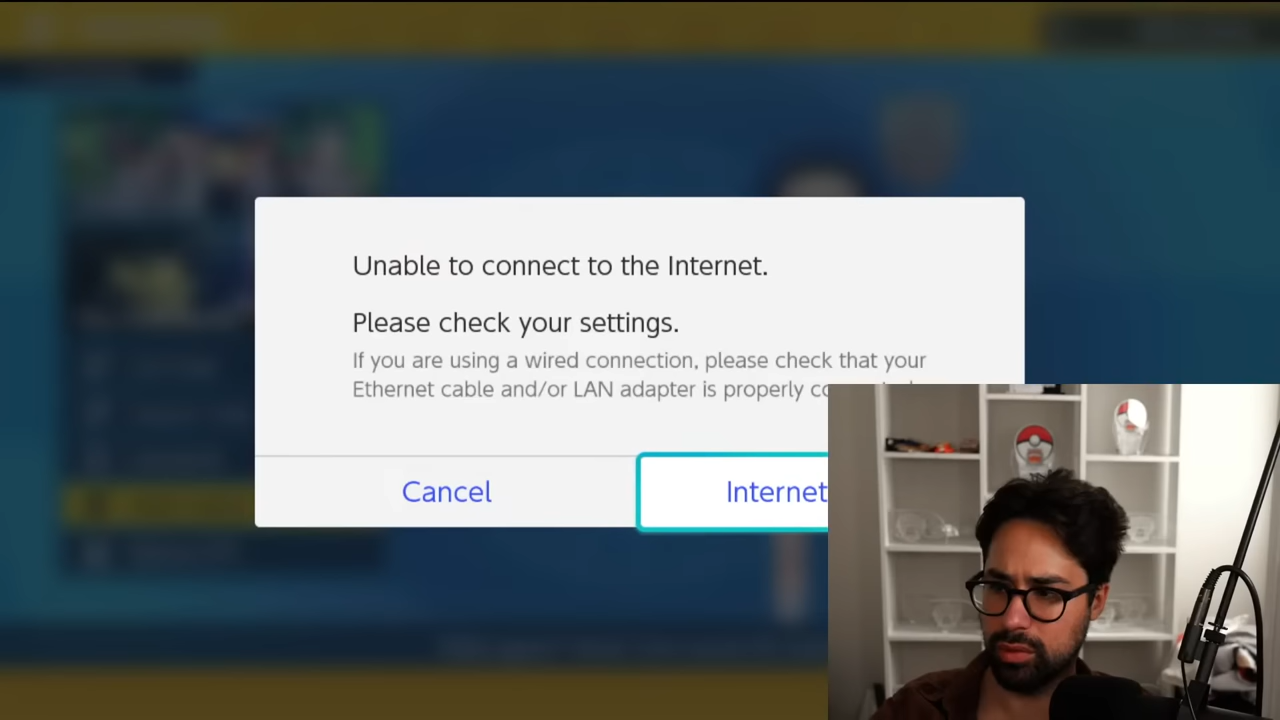 Unable to connect to the Internet.
Please check your settings.
If you are using a wired connection, please check that your
Ethernet cable and/or LAN adapter is properly
Cancel
Internet